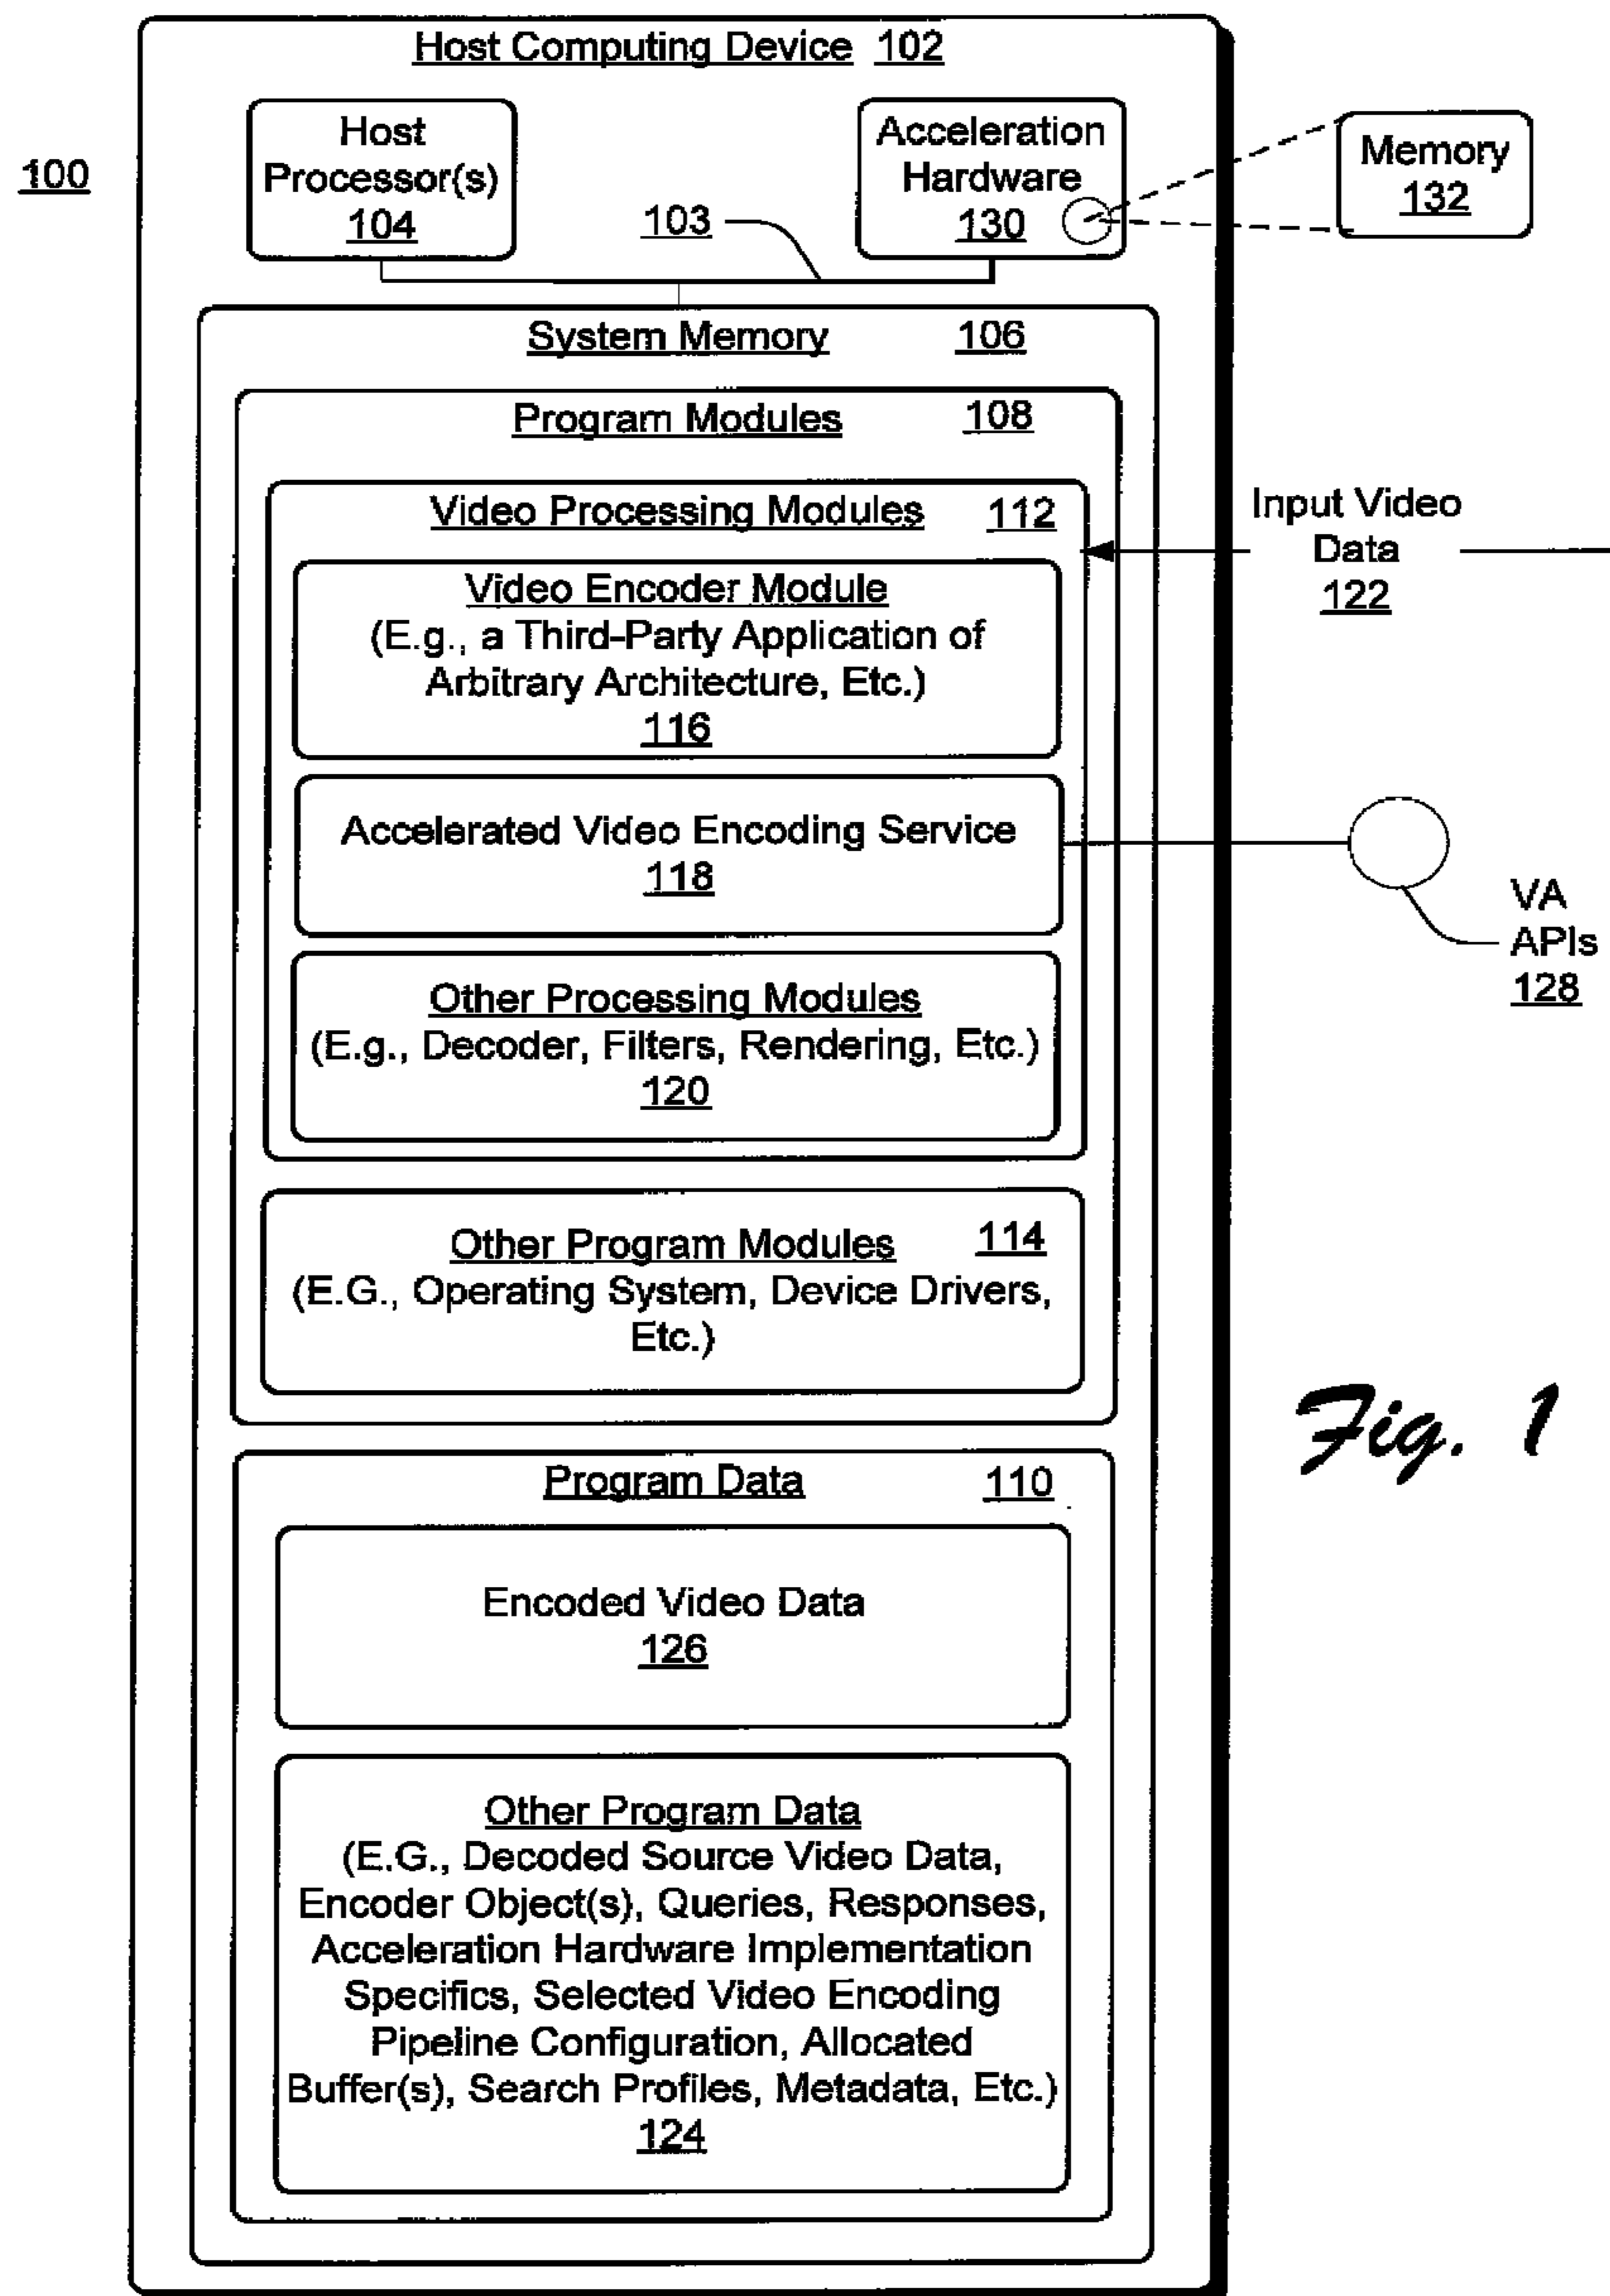 Host Computing Device 102
100
Host
Processor(s)
104
103
Acceleration
Hardware
130
Memory
132
System Memory 106
Program Modules 108
Video Processing Modules 112
Input Video
Data
122
Video Encoder Module
(E.g., a Third-Party Application of
Arbitrary Architecture, Etc.)
116
Accelerated Video Encoding Service
118
VA
APIs
128
Other Processing Modules
(E.g., Decoder, Filters, Rendering, Etc.)
120
Other Program Modules 114
(E.G., Operating System, Device Drivers,
Etc.)
Fig. 1
Program Data 110
Encoded Video Data
126
Other Program Data
(E.G., Decoded Source Video Data,
Encoder Object(s), Queries, Responses,
Acceleration Hardware Implementation
Specifics, Selected Video Encoding
Pipeline Configuration, Allocated
Buffer(s), Search Profiles, Metadata, Etc.)
124